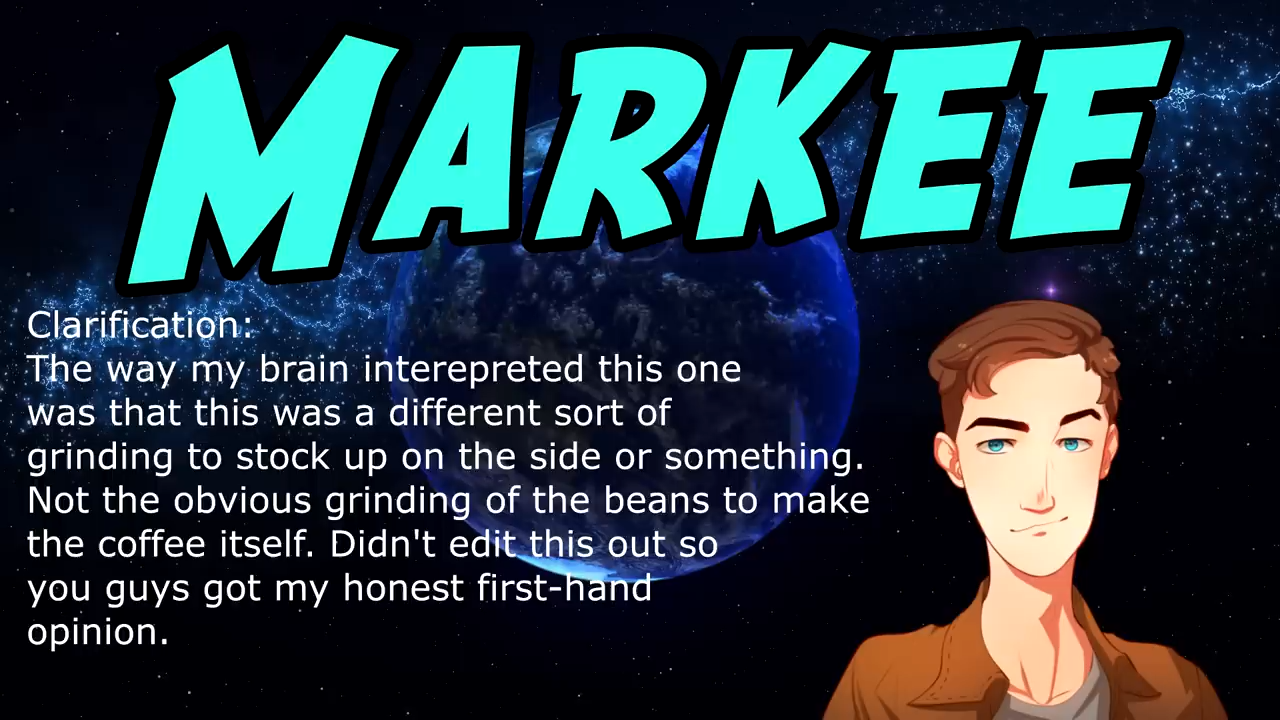 MARKEE
Clarification:
The way my brain interepreted this one
was that this was a different sort of
grinding to stock up on the side or something.
Not the obvious grinding of the beans to make
the coffee itself. Didn't edit this out so
you guys got my honest first-hand
opinion.